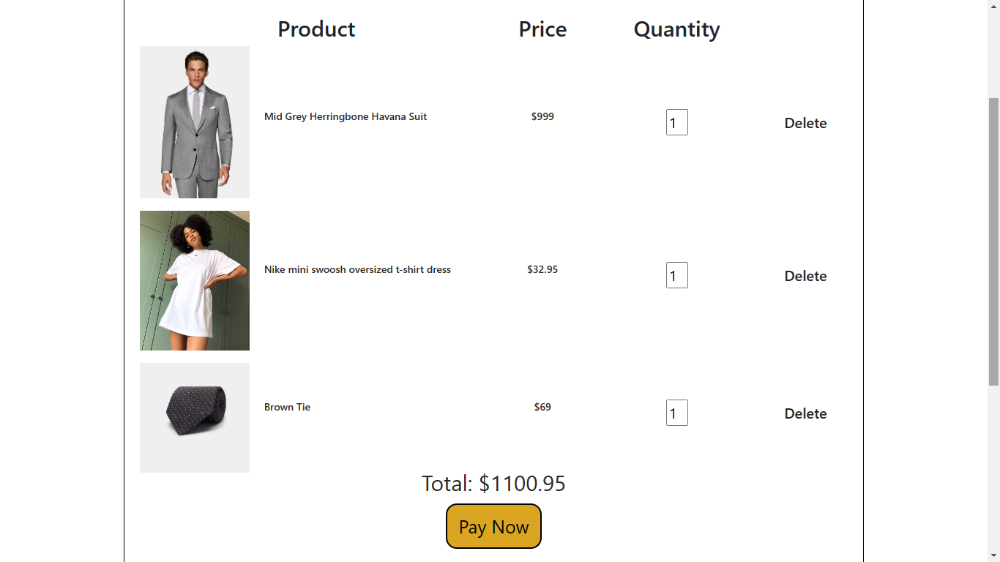 Product Price Quantity
Mid Grey Herringbone Havana Suit $999 1 Delete
Nike mini swoosh oversized t-shirt dress $32.95 1 Delete
Brown Tie $69 1 Delete
Total: $1100.95
Pay Now